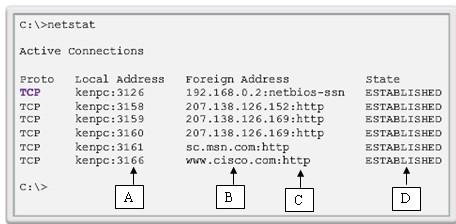 C:\>netstat
Active Connections
Proto Local Address Foreign Address State
TCP kenpc:3126 192.168.0.2:netbios-ssn ESTABLISHED
TCP kenpc:3158 207.138.126.152:http ESTABLISHED
TCP kenpc:3159 207.138.126.169:http ESTABLISHED
TCP kenpc:3160 207.138.126.169:http ESTABLISHED
TCP kenpc:3161 sc.msn.com:http ESTABLISHED
TCP kenpc:3166 www.cisco.com:http ESTABLISHED
C:\>
A B C D